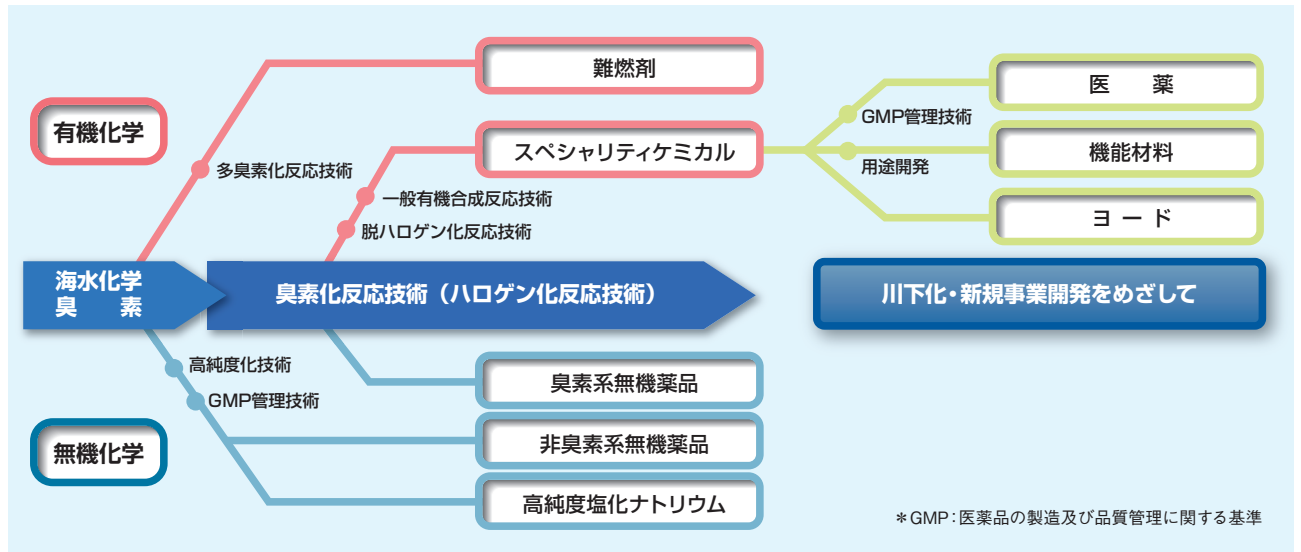 難燃剤
医　薬
GMP管理技術
有機化学
スペシャリティケミカル
機能材料
多臭素化反応技術
用途開発
一般有機合成反応技術
脱ハロゲン化反応技術
ヨード
海水化学
臭　素
臭素化反応技術（ハロゲン化反応技術）
川下化・新規事業開発をめざして
高純度化技術
GMP管理技術
臭素系無機薬品
無機化学
非臭素系無機薬品
高純度塩化ナトリウム
＊GMP：医薬品の製造及び品質管理に関する基準